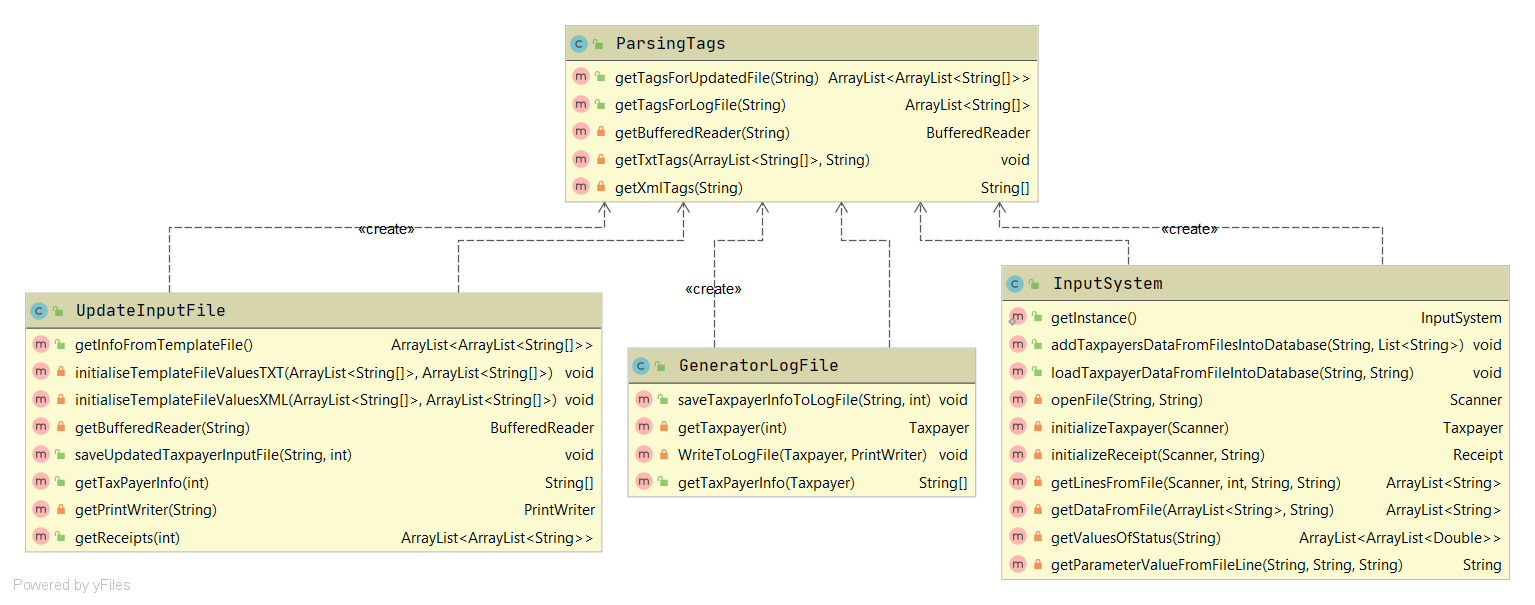 ParsingTags
getTagsForUpdatedFile(String) ArrayList<ArrayList<String[]>>
getTagsForLogFile(String) ArrayList<String[]>
getBufferedReader(String) BufferedReader
getTxtTags(ArrayList<String[]>, String) void
getXmlTags(String) String[]
«create»
«create»
«create»
UpdateInputFile
getInfoFromTemplateFile() ArrayList<ArrayList<String[]>>
initialiseTemplateFileValuesTXT(ArrayList<String[]>, ArrayList<String[]>) void
initialiseTemplateFileValuesXML(ArrayList<String[]>, ArrayList<String[]>) void
getBufferedReader(String) BufferedReader
saveUpdatedTaxpayerInputFile(String, int) void
getTaxPayerInfo(int) String[]
getPrintWriter(String) PrintWriter
getReceipts(int) ArrayList<ArrayList<String>>
GeneratorLogFile
saveTaxpayerInfoToLogFile(String, int) void
getTaxpayer(int) Taxpayer
WriteToLogFile(Taxpayer, PrintWriter) void
getTaxPayerInfo(Taxpayer) String[]
InputSystem
getInstance() InputSystem
addTaxpayersDataFromFilesIntoDatabase(String, List<String>) void
loadTaxpayerDataFromFileIntoDatabase(String, String) void
openFile(String, String) Scanner
initializeTaxpayer(Scanner) Taxpayer
initializeReceipt(Scanner, String) Receipt
getLinesFromFile(Scanner, int, String, String) ArrayList<String>
getDataFromFile(ArrayList<String>, String) ArrayList<String>
getValuesOfStatus(String) ArrayList<ArrayList<Double>>
getParameterValueFromFileLine(String, String, String) String
Powered by yFiles